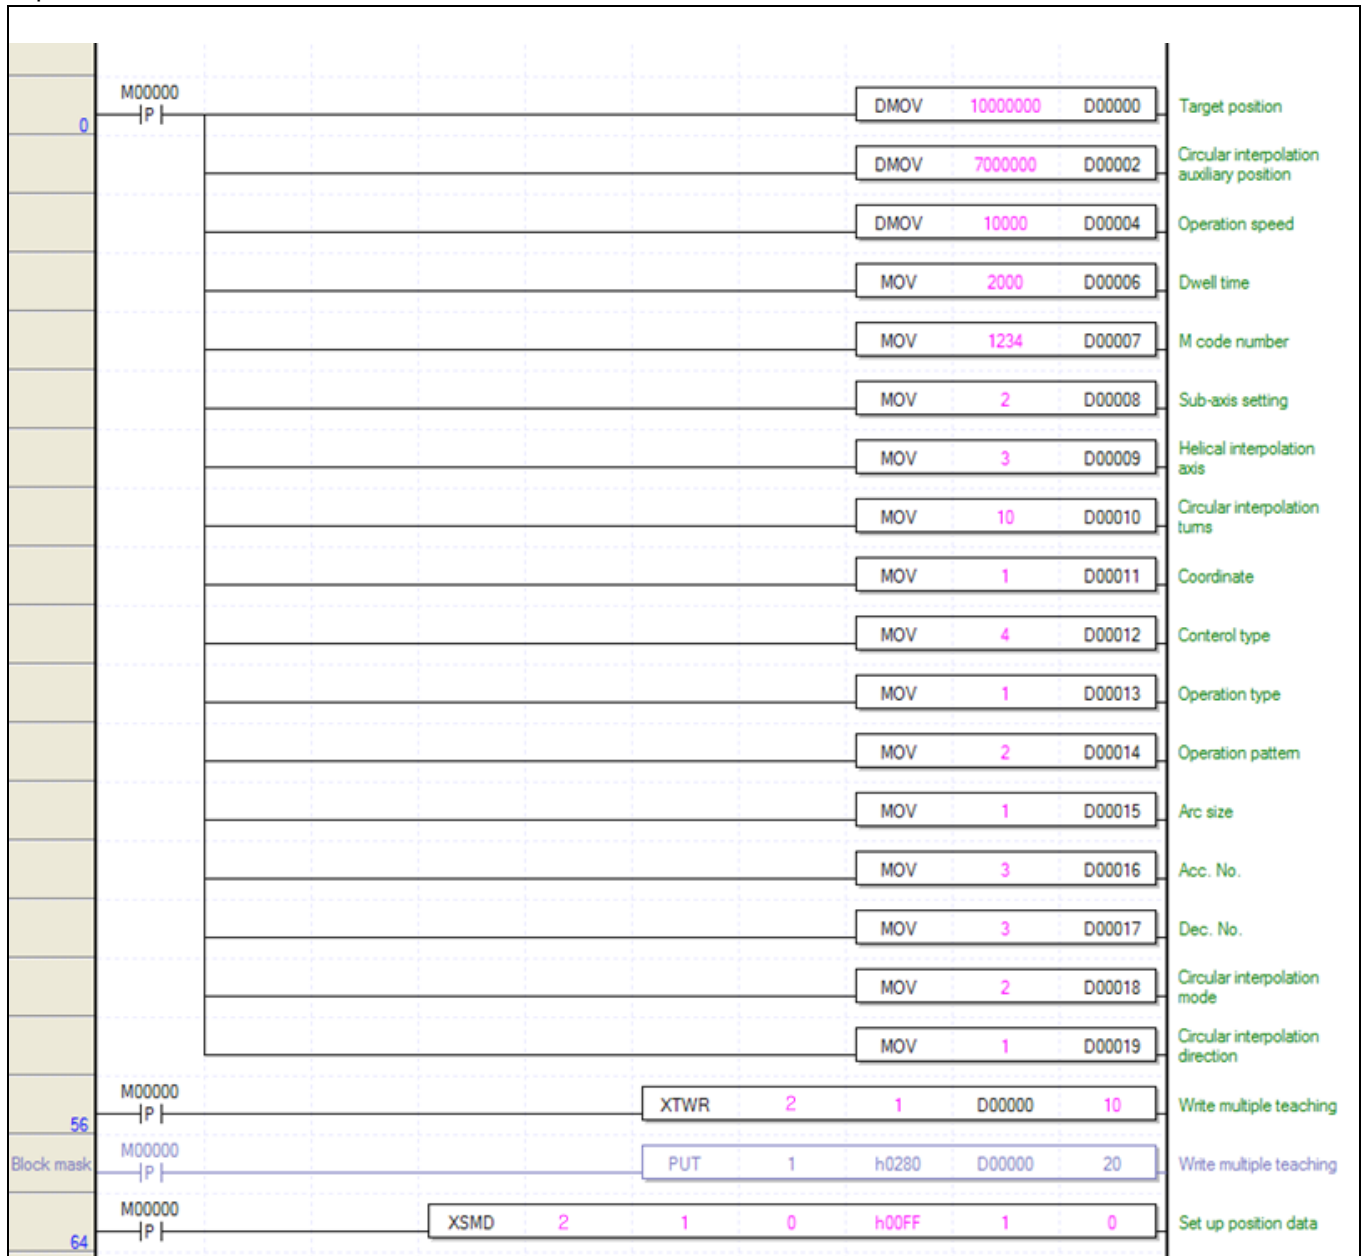 M00000
P
0
DMOV 10000000 D00000 Target position
DMOV 7000000 D00002 Circular interpolation
auxiliary position
DMOV 10000 D00004 Operation speed
MOV 2000 D00006 Dwell time
MOV 1234 D00007 M code number
MOV 2 D00008 Sub-axis setting
MOV 3 D00009 Helical interpolation
axis
MOV 10 D00010 Circular interpolation
turns
MOV 1 D00011 Coordinate
MOV 4 D00012 Conterol type
MOV 1 D00013 Operation type
MOV 2 D00014 Operation pattern
MOV 1 D00015 Arc size
MOV 3 D00016 Acc. No.
MOV 3 D00017 Dec. No.
MOV 2 D00018 Circular interpolation
mode
MOV 1 D00019 Circular interpolation
direction
M00000
P
56
XTWR 2 1 D00000 10 Write multiple teaching
M00000
Block mask P
PUT 1 h0280 D00000 20 Write multiple teaching
M00000
P
64
XSMD 2 1 0 h00FF 1 0 Set up position data